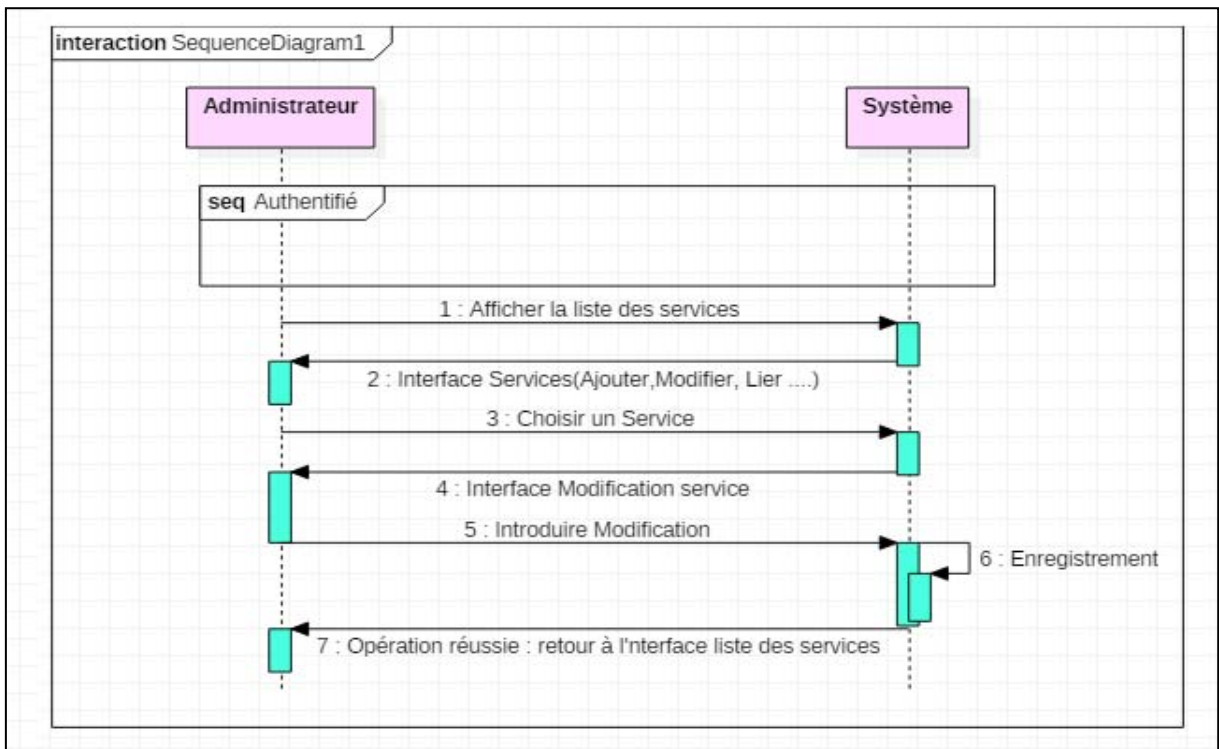 interaction SequenceDiagram1
Administrateur
Système
seq Authentifié
1 : Afficher la liste des services
2 : Interface Services(Ajouter,Modifier, Lier ....)
3 : Choisir un Service
4 : Interface Modification service
5 : Introduire Modification
6 : Enregistrement
7 : Opération réussie : retour à l'nterface liste des services